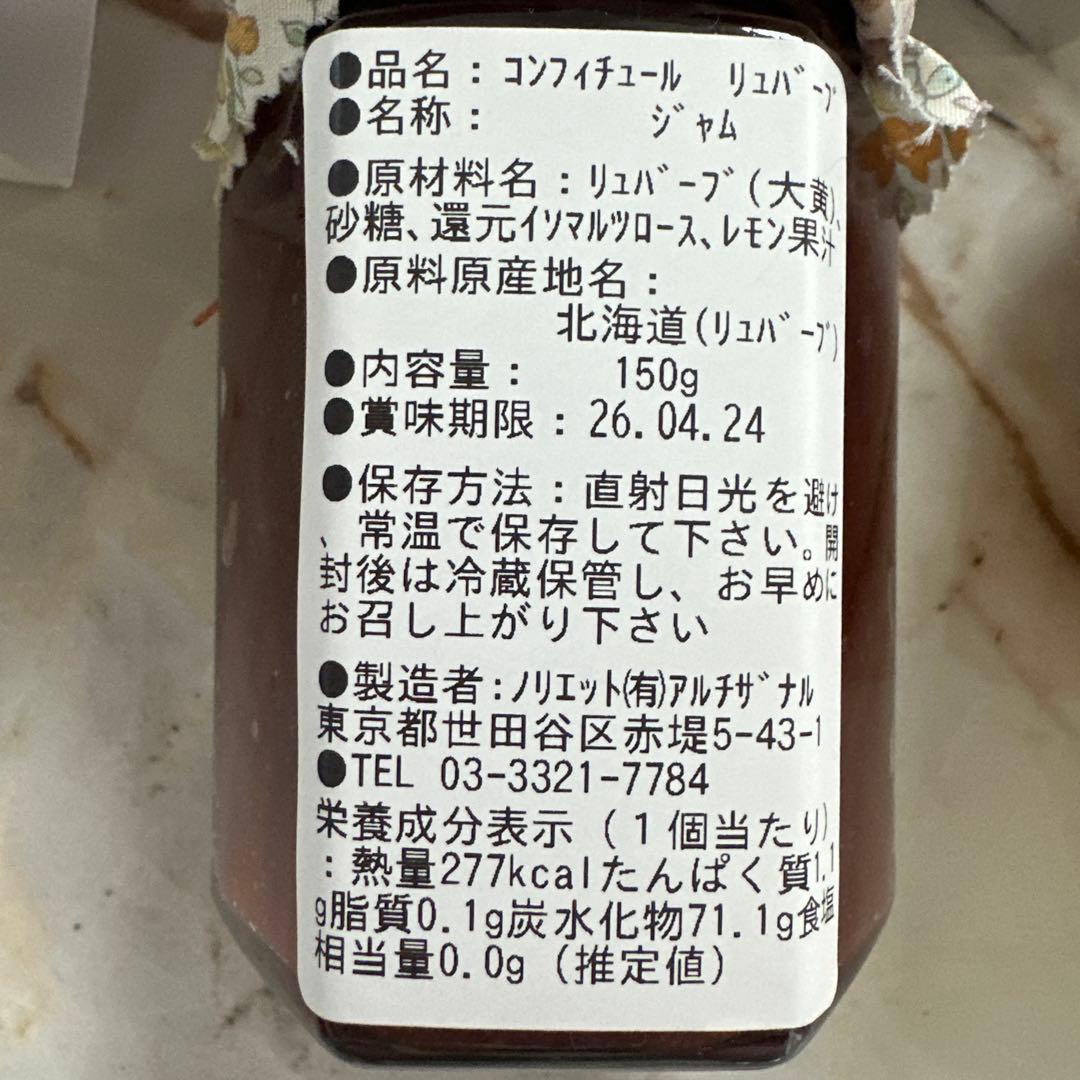 ●品名：コンフィチュール　リュバーブ
●名称：　ジャム
●原材料名：リュバーブ(大黄)、
砂糖、還元イソマルツロース、レモン果汁
●原料原産地名：
北海道(リュバーブ)
●内容量：　150g
●賞味期限：26.04.24
●保存方法：直射日光を避け
、常温で保存して下さい。開
封後は冷蔵保管し、お早めに
お召し上がり下さい
●製造者:ノリエット㈲アルチザナル
東京都世田谷区赤堤5-43-1
●TEL 03-3321-7784
栄養成分表示（１個当たり）
：熱量277kcalたんぱく質1.1
g脂質0.1g炭水化物71.1g食塩
相当量0.0g（推定値）